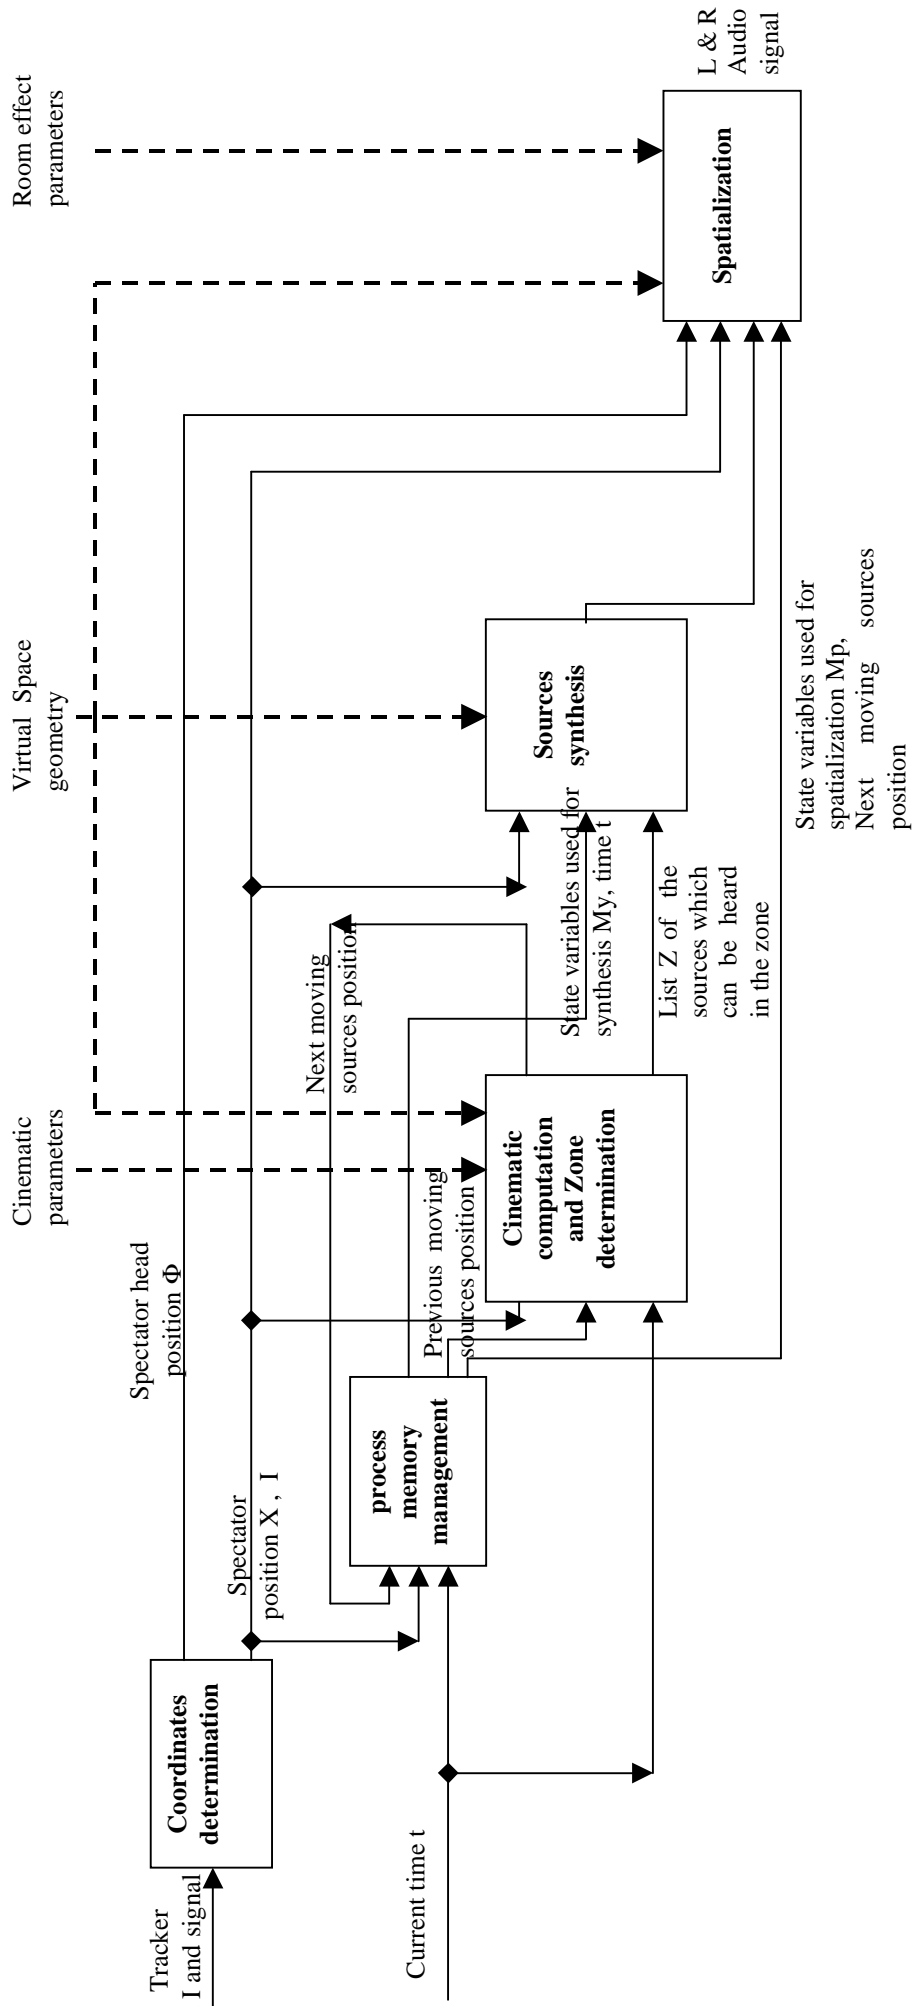 Tracker
I and signal
Coordinates
determination
Spectator head
position Φ
Spectator
position X , I
Current time t
process
memory
management
Previous moving
sources position
Next moving
sources position
Cinematic
parameters
Cinematic
computation
and Zone
determination
State variables used for
synthesis My, time t
List Z of the
sources which
can be heard
in the zone
Virtual Space
geometry
Sources
synthesis
State variables used for
spatialization Mp,
Next moving sources
position
Room effect
parameters
Spatialization
L & R
Audio
signal